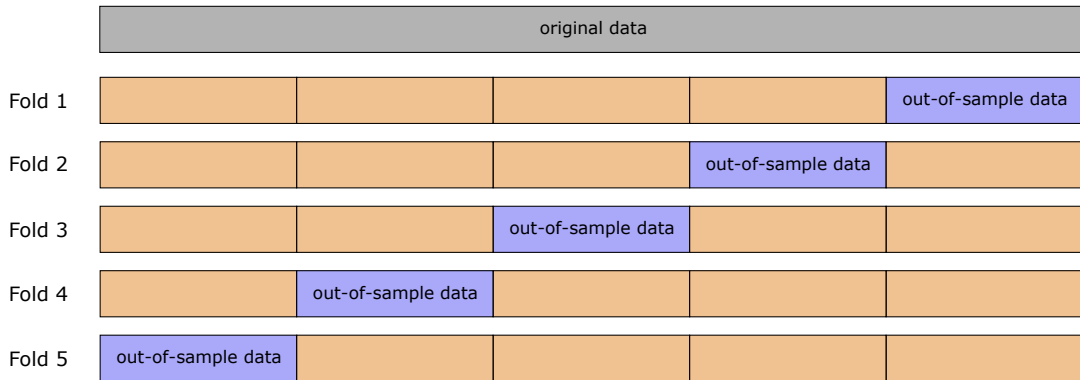 original data
Fold 1
out-of-sample data
Fold 2
out-of-sample data
Fold 3
out-of-sample data
Fold 4
out-of-sample data
Fold 5
out-of-sample data